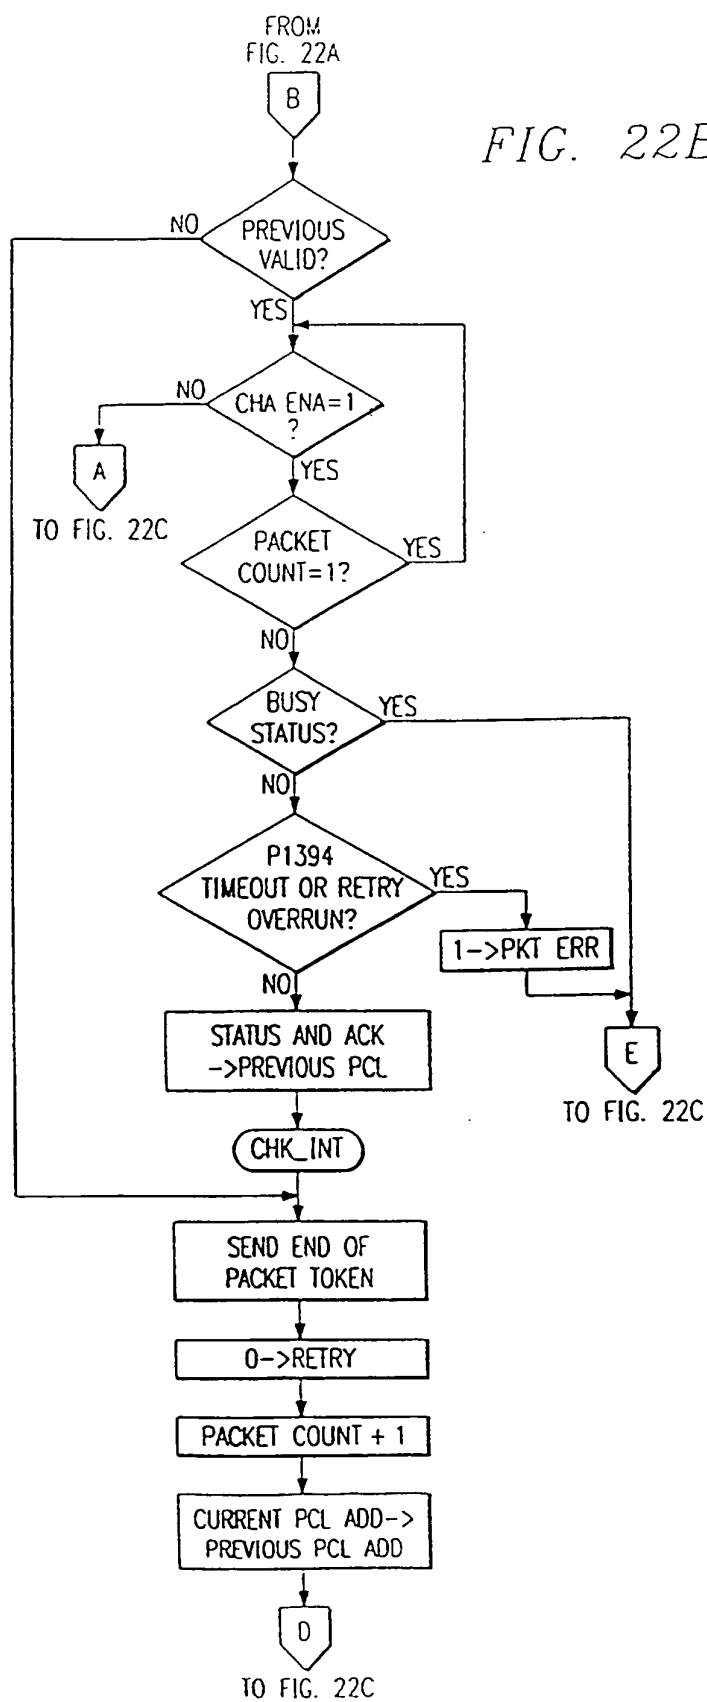 FROM
FIG. 22A
B
FIG. 22B
NO
PREVIOUS
VALID?
YES
NO
CHA ENA=1
?
A
YES
TO FIG. 22C
PACKET
COUNT=1?
YES
NO
BUSY
STATUS?
YES
NO
P1394
TIMEOUT OR RETRY
OVERRUN?
YES
1->PKT ERR
NO
STATUS AND ACK
->PREVIOUS PCL
E
TO FIG. 22C
CHK_INT
SEND END OF
PACKET TOKEN
0->RETRY
PACKET COUNT + 1
CURRENT PCL ADD->
PREVIOUS PCL ADD
D
TO FIG. 22C